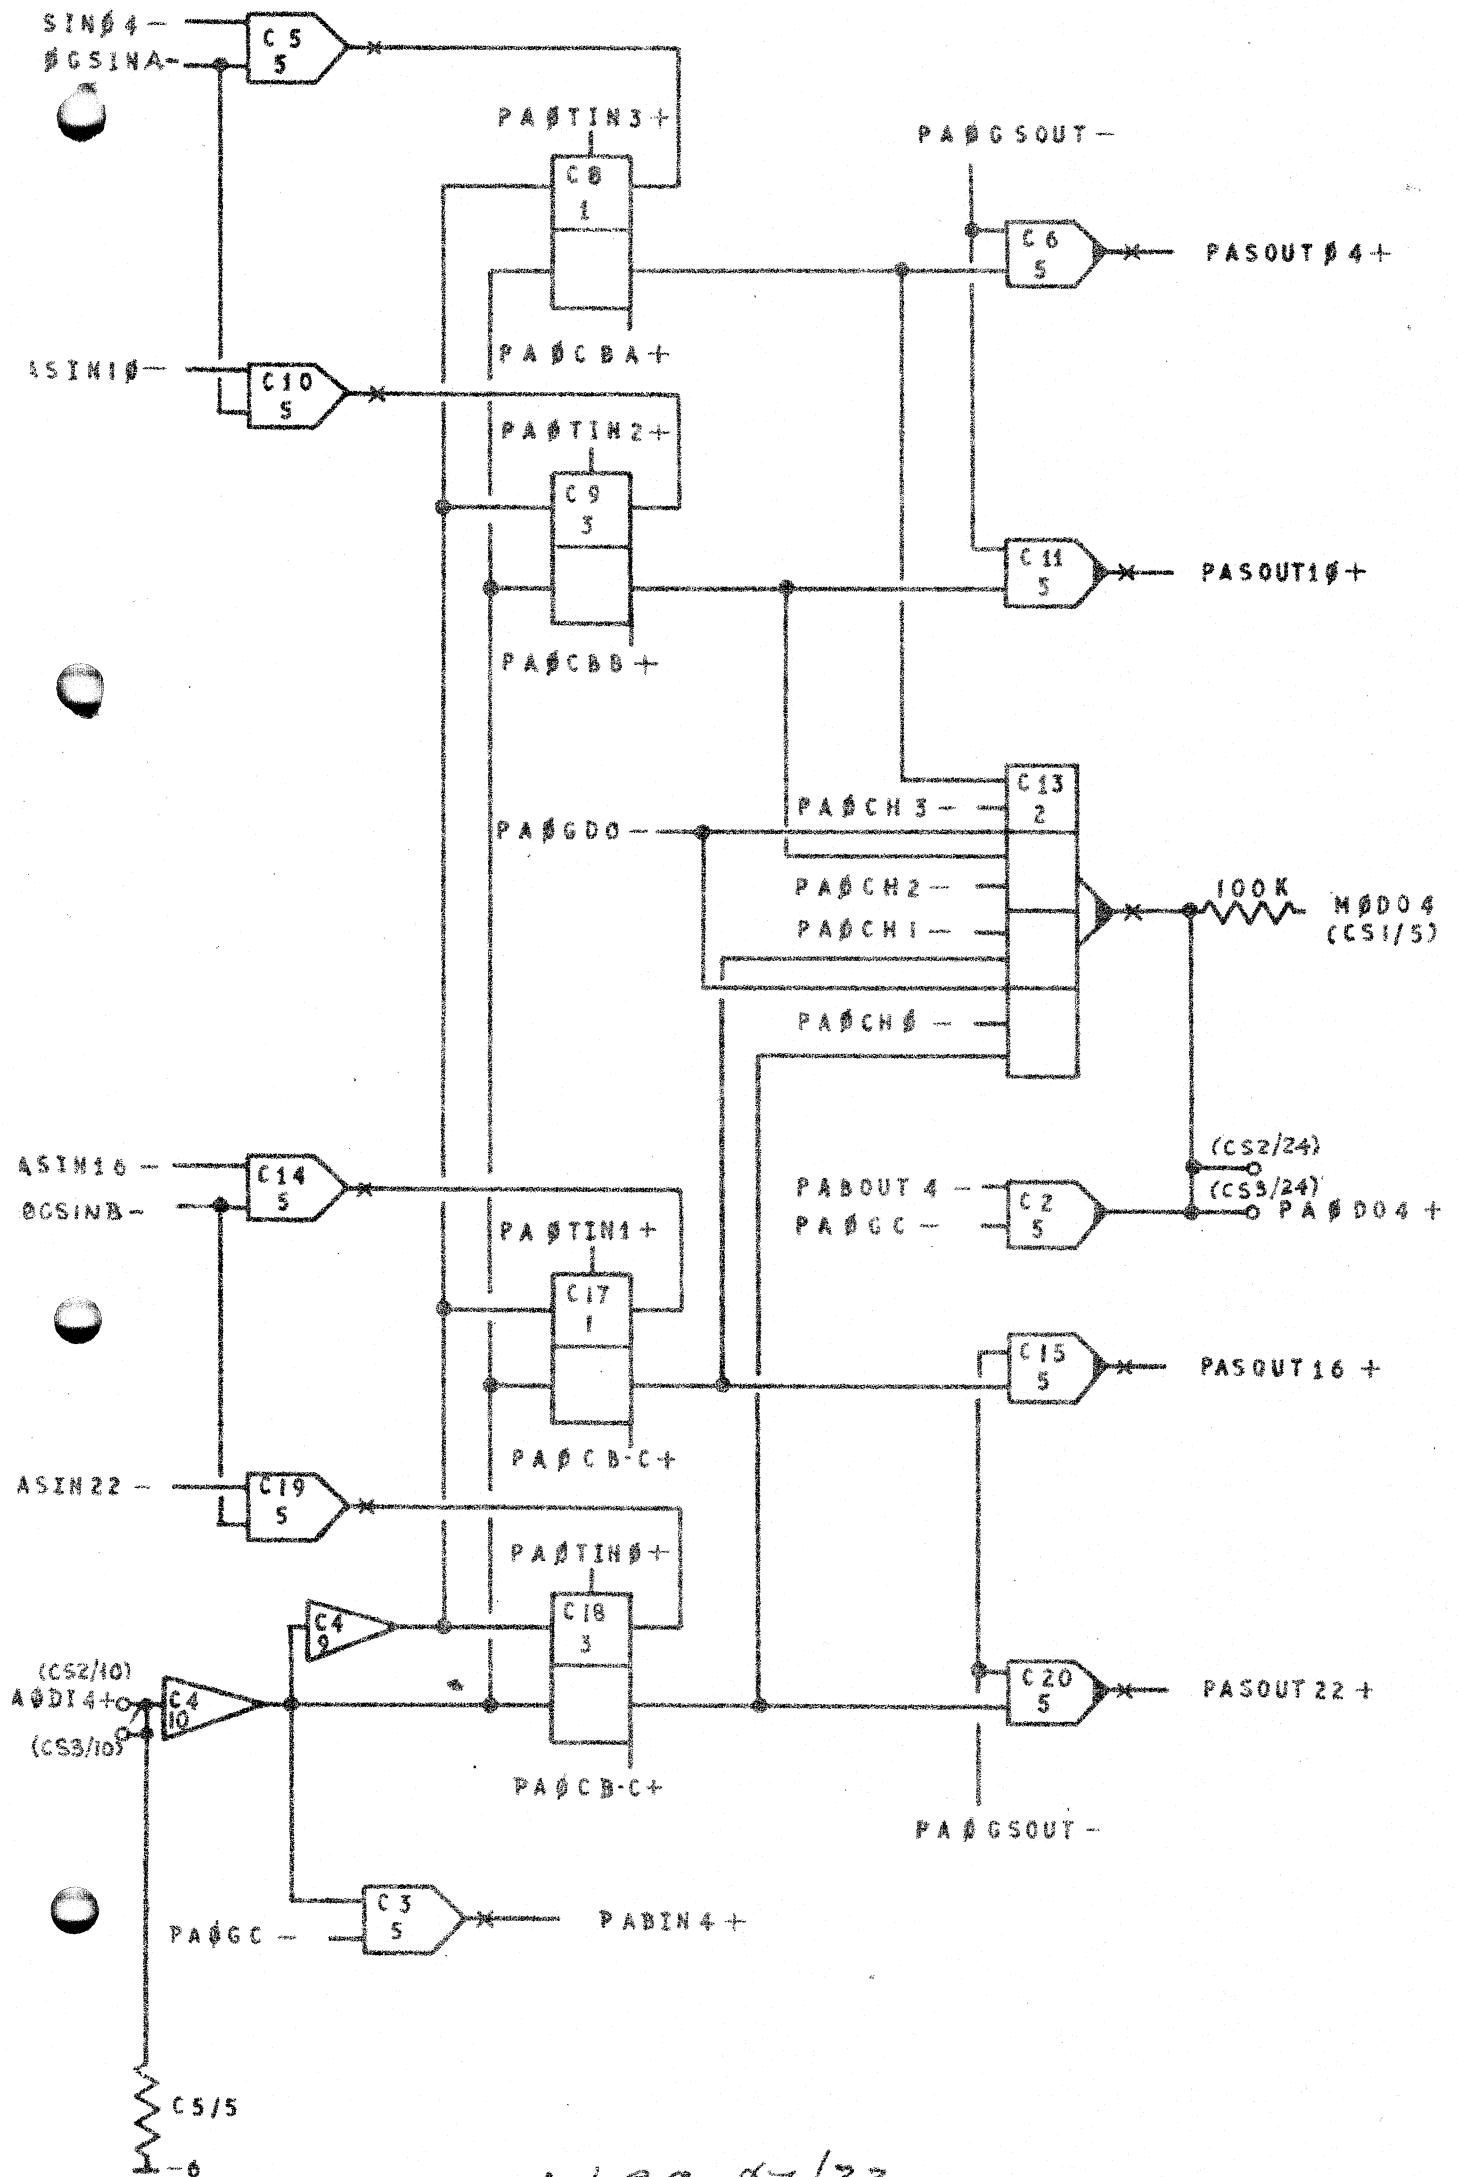 SINØ4-
ØGSINA-
C5
5
PAØTIN3+
C8
1
PAØGSOUT-
C6
5
PASOUTØ4+
PAØCBA+
ASIN1Ø-
C10
5
PAØTIN2+
C9
3
C11
5
PASOUT1Ø+
PAØCBB+
C13
2
PAØCH3-
PAØGDO-
PAØCH2-
100K
MØDO4
(CS1/5)
PAØCH1-
PAØCHØ-
ASIN16-
ØGSINB-
C14
5
(CS2/24)
(CS3/24)
PABOUT4-
PAØGC-
C2
5
PAØDO4+
PAØTIN1+
C17
1
C15
5
PASOUT16+
PAØCB-C+
ASIN22-
C19
5
PAØTINØ+
C18
3
C4
9
(CS2/10)
AØDI4+
C4
10
(CS3/10)
C20
5
PASOUT22+
PAØCB-C+
PAØGSOUT-
C3
5
PAØGC-
PABIN4+
C5/5
-6